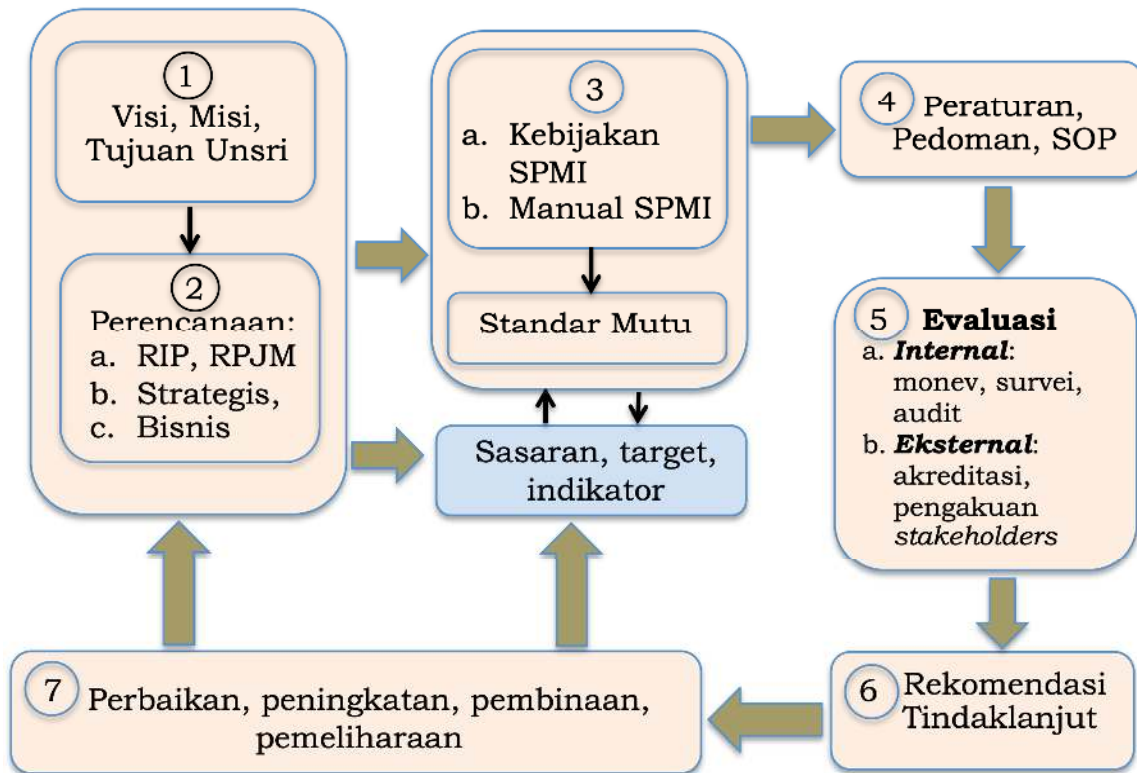 1
Visi, Misi,
Tujuan Unsri
2
Perencanaan:
a. RIP, RPJM
b. Strategis,
c. Bisnis
3
a. Kebijakan
SPMI
b. Manual SPMI
Standar Mutu
Sasaran, target,
indikator
4 Peraturan,
Pedoman, SOP
5 Evaluasi
a. Internal:
monev, survei,
audit
b. Eksternal:
akreditasi,
pengakuan
stakeholders
6 Rekomendasi
Tindaklanjut
7 Perbaikan, peningkatan, pembinaan,
pemeliharaan